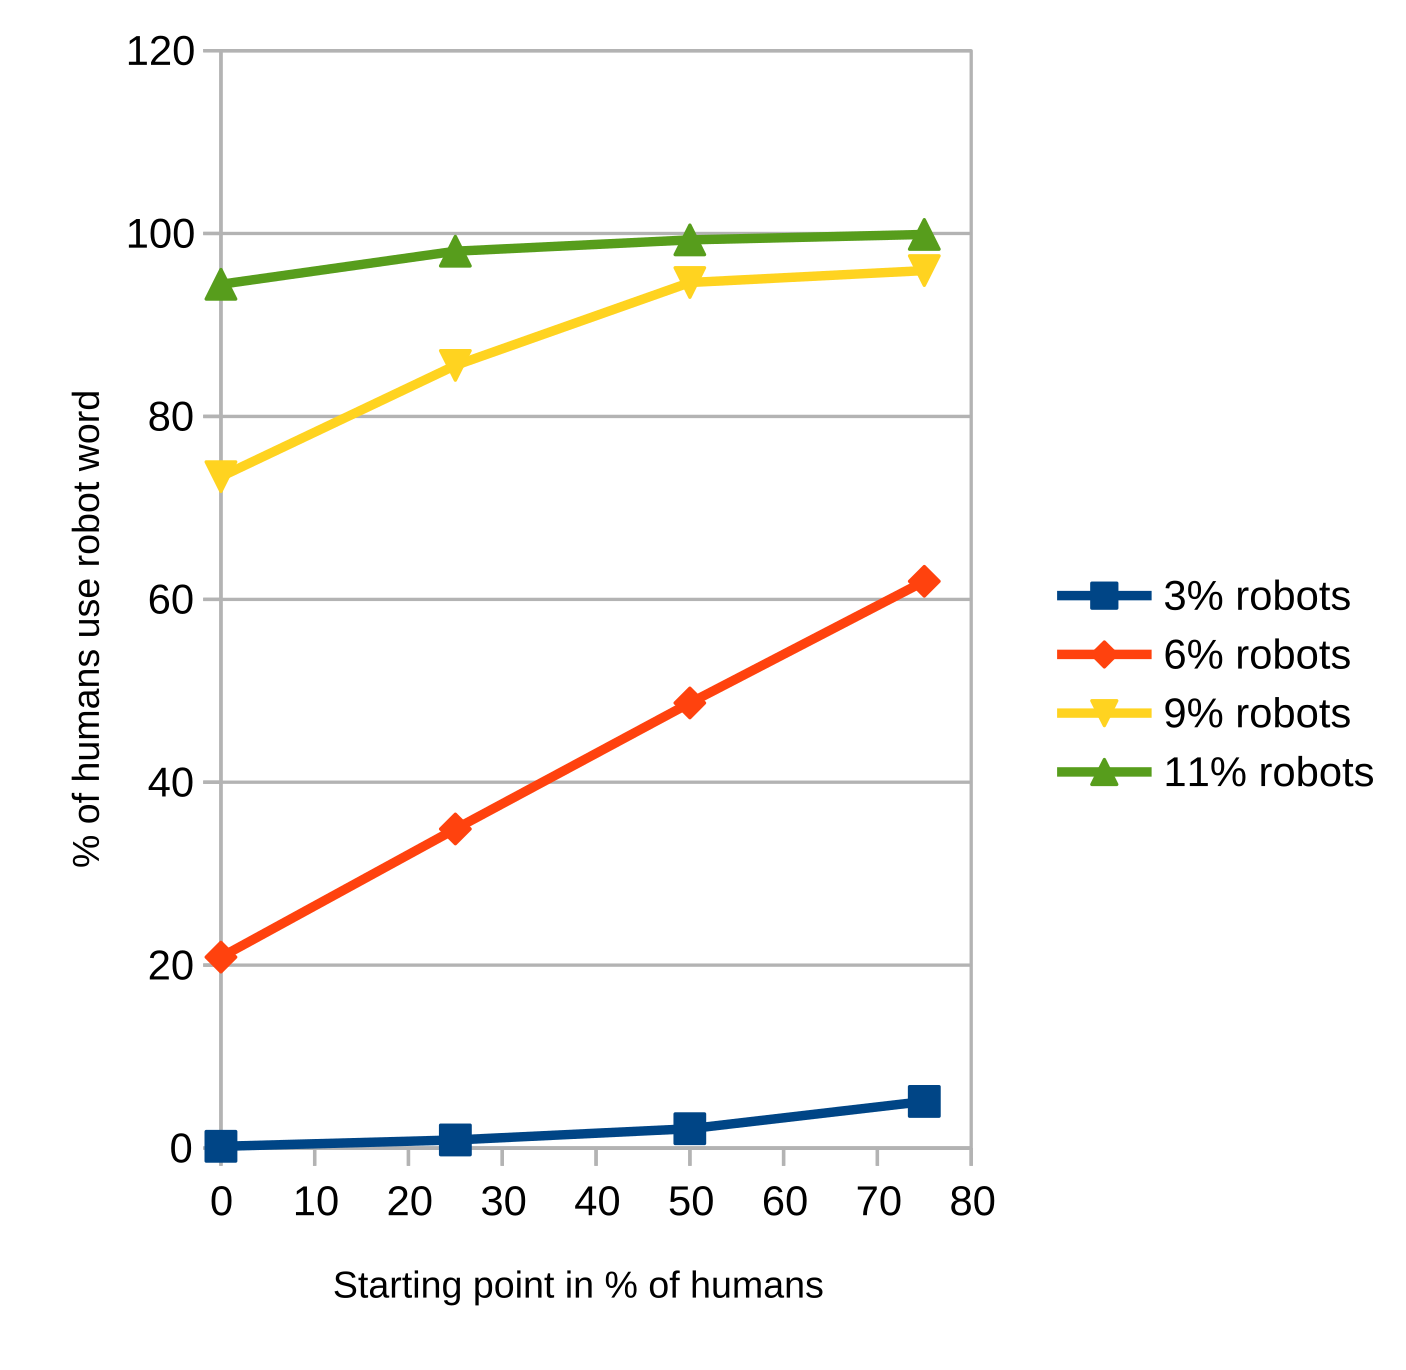 120
100
80
60
40
20
0
% of humans use robot word
0 10 20 30 40 50 60 70 80
Starting point in % of humans
3% robots
6% robots
9% robots
11% robots